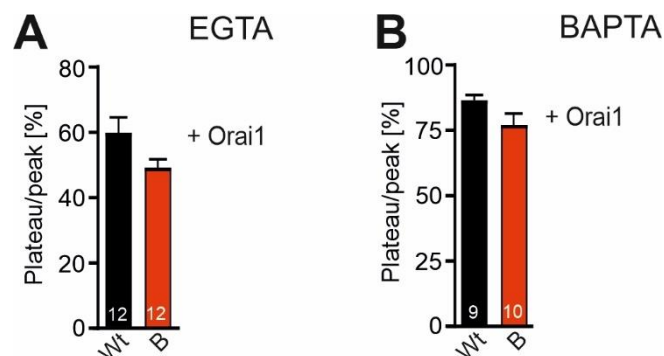 A
EGTA
Plateau/peak [%]
80
60
40
20
0
+ Orai1
12
12
Wt
B
B
BAPTA
Plateau/peak [%]
100
75
50
25
0
+ Orai1
9
10
Wt
B